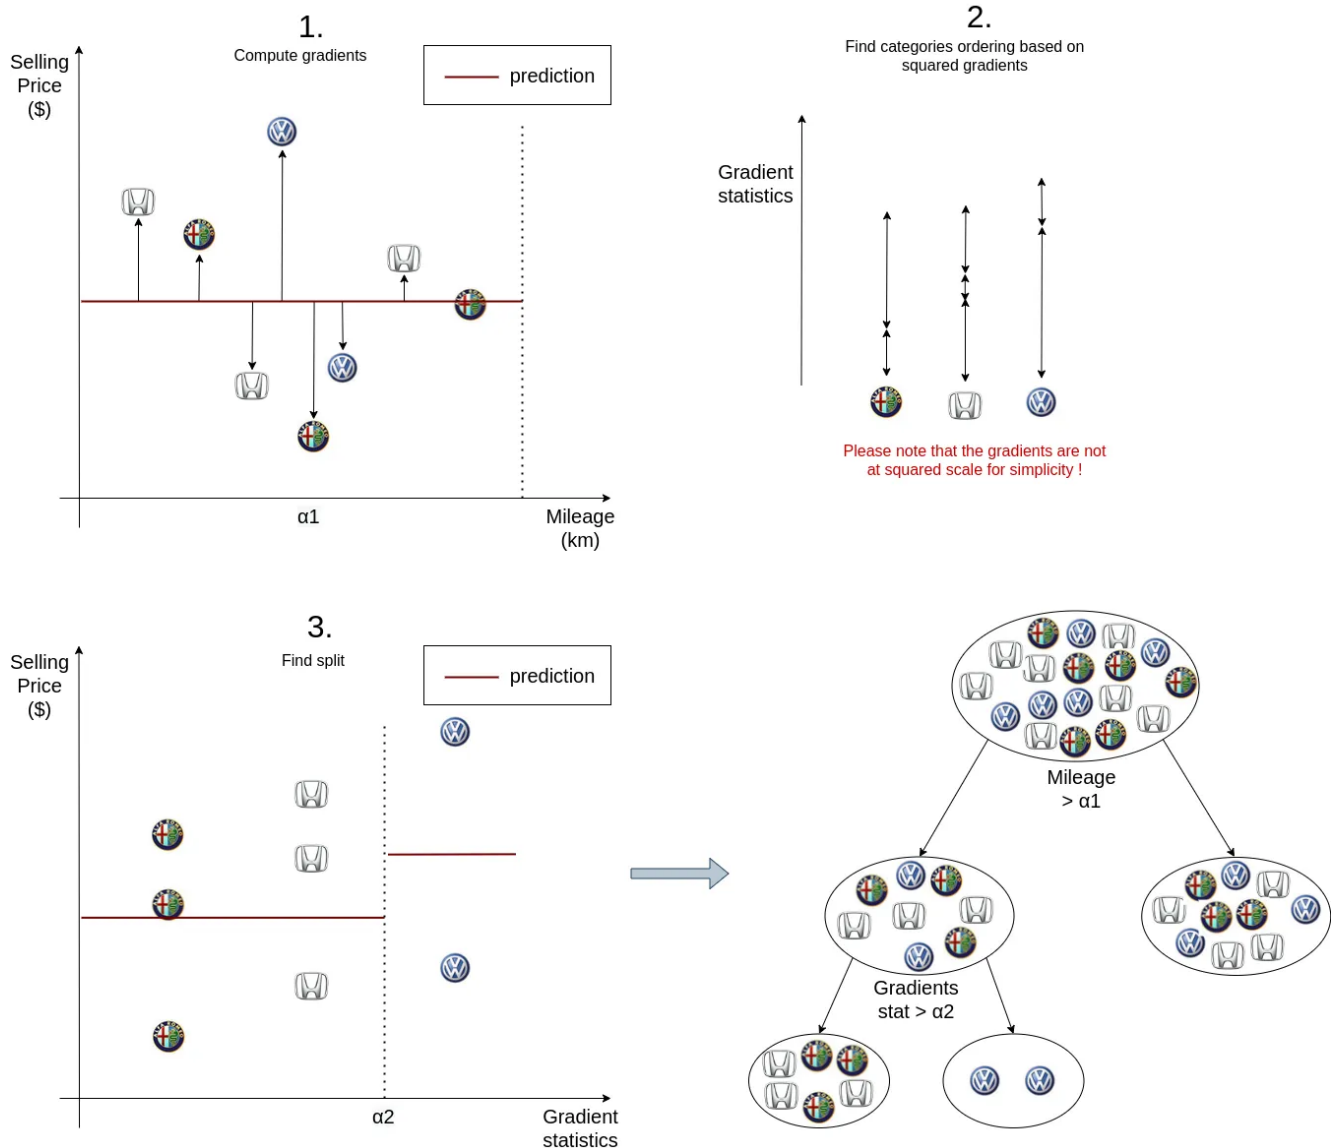 1.
Compute gradients
Selling
Price
($)
prediction
α1
Mileage
(km)
2.
Find categories ordering based on
squared gradients
Gradient
statistics
Please note that the gradients are not
at squared scale for simplicity !
3.
Find split
Selling
Price
($)
prediction
α2
Gradient
statistics
Mileage
> α1
Gradients
stat > α2